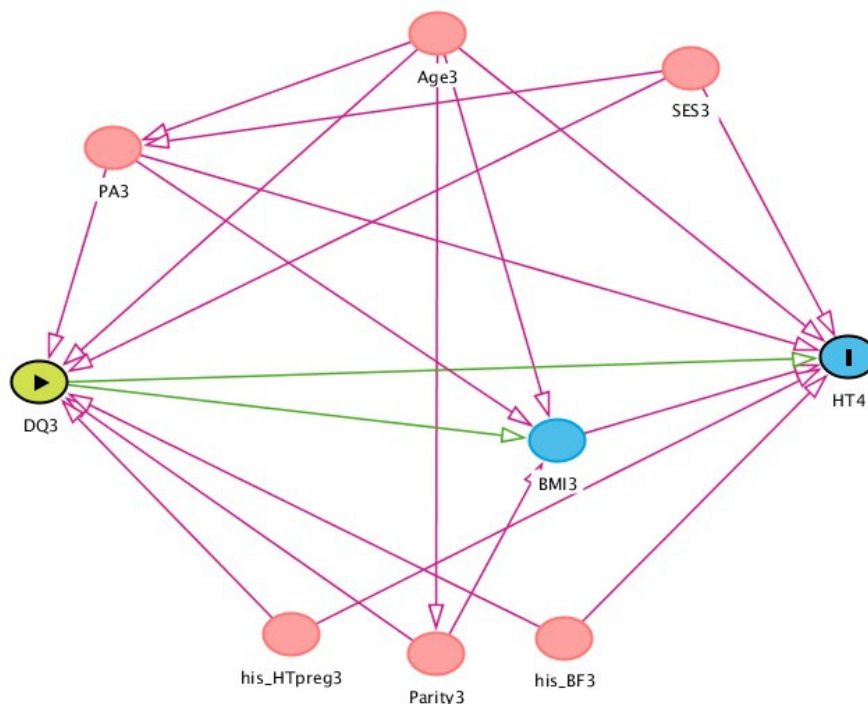 Age3
SES3
PA3
DQ3
HT4
BMI3
his_HTpreg3
Parity3
his_BF3